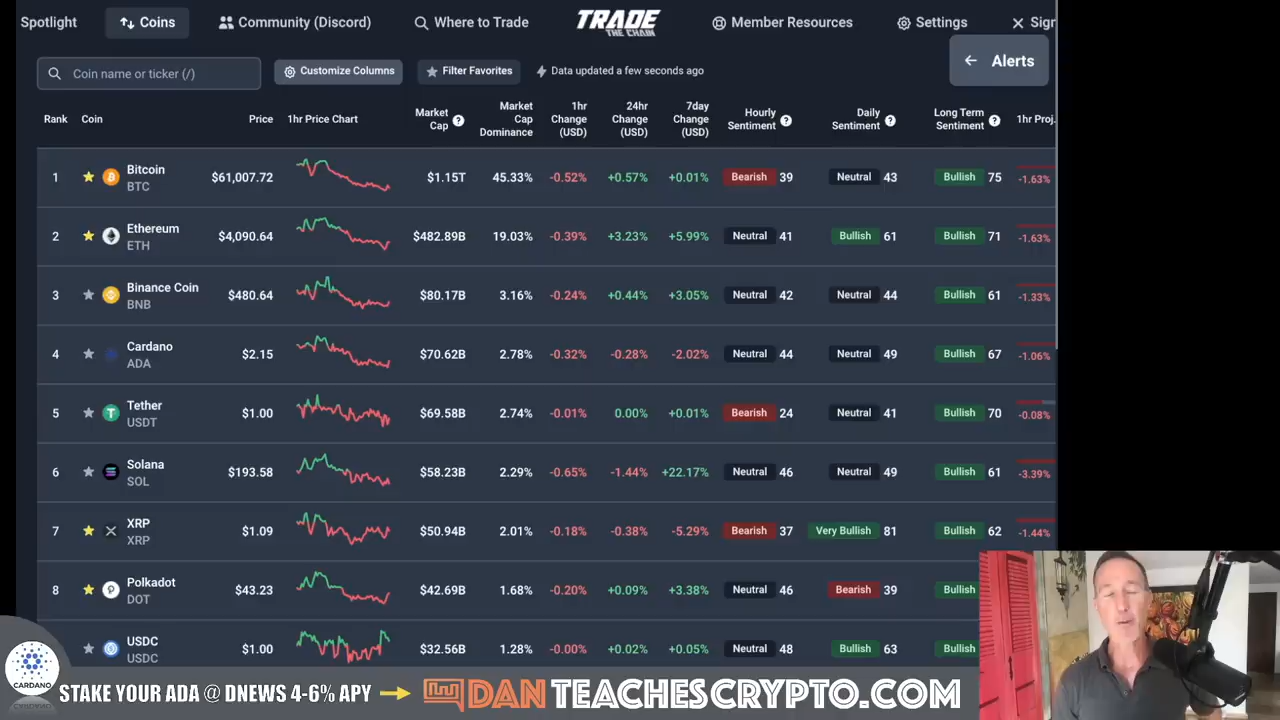 Spotlight
Coins
Community (Discord)
Where to Trade
TRADE
THE CHAIN
Member Resources
Settings
Sign
Coin name or ticker (/)
Customize Columns
Filter Favorites
Data updated a few seconds ago
Alerts
Rank Coin Price 1hr Price Chart Market Cap Market Cap Dominance 1hr Change (USD) 24hr Change (USD) 7day Change (USD) Hourly Sentiment Daily Sentiment Long Term Sentiment 1hr Proj.
1 Bitcoin BTC $61,007.72 $1.15T 45.33% -0.52% +0.57% +0.01% Bearish 39 Neutral 43 Bullish 75 -1.63%
2 Ethereum ETH $4,090.64 $482.89B 19.03% -0.39% +3.23% +5.99% Neutral 41 Bullish 61 Bullish 71 -1.63%
3 Binance Coin BNB $480.64 $80.17B 3.16% -0.24% +0.44% +3.05% Neutral 42 Neutral 44 Bullish 61 -1.33%
4 Cardano ADA $2.15 $70.62B 2.78% -0.32% -0.28% -2.02% Neutral 44 Neutral 49 Bullish 67 -1.06%
5 Tether USDT $1.00 $69.58B 2.74% -0.01% 0.00% +0.01% Bearish 24 Neutral 41 Bullish 70 -0.08%
6 Solana SOL $193.58 $58.23B 2.29% -0.65% -1.44% +22.17% Neutral 46 Neutral 49 Bullish 61 -3.39%
7 XRP XRP $1.09 $50.94B 2.01% -0.18% -0.38% -5.29% Bearish 37 Very Bullish 81 Bullish 62 -1.44%
8 Polkadot DOT $43.23 $42.69B 1.68% -0.20% +0.09% +3.38% Neutral 46 Bearish 39 Bullish
USDC USDC $1.00 $32.56B 1.28% -0.00% +0.02% +0.05% Neutral 48 Bullish 63 Bullish
CARDANO
STAKE YOUR ADA @ DNEWS 4-6% APY
DANTEACHESCRYPTO.COM